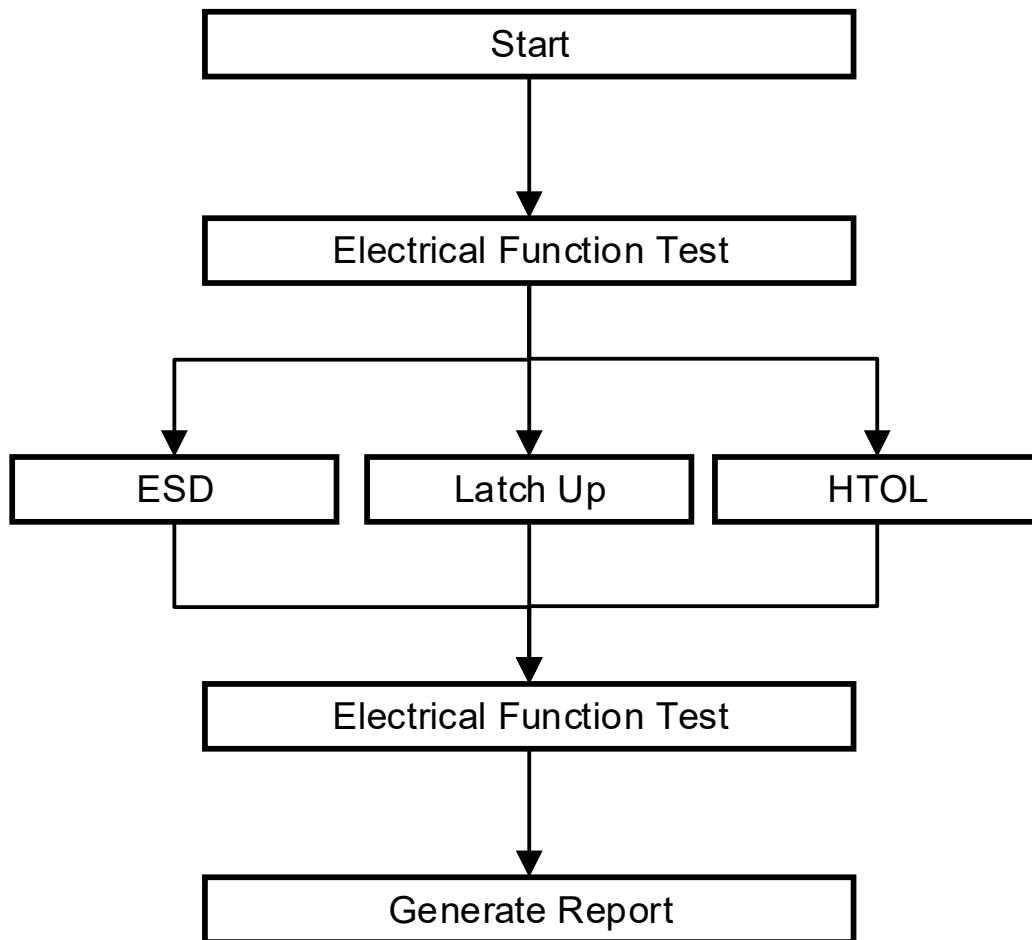 Start
Electrical Function Test
ESD
Latch Up
HTOL
Electrical Function Test
Generate Report